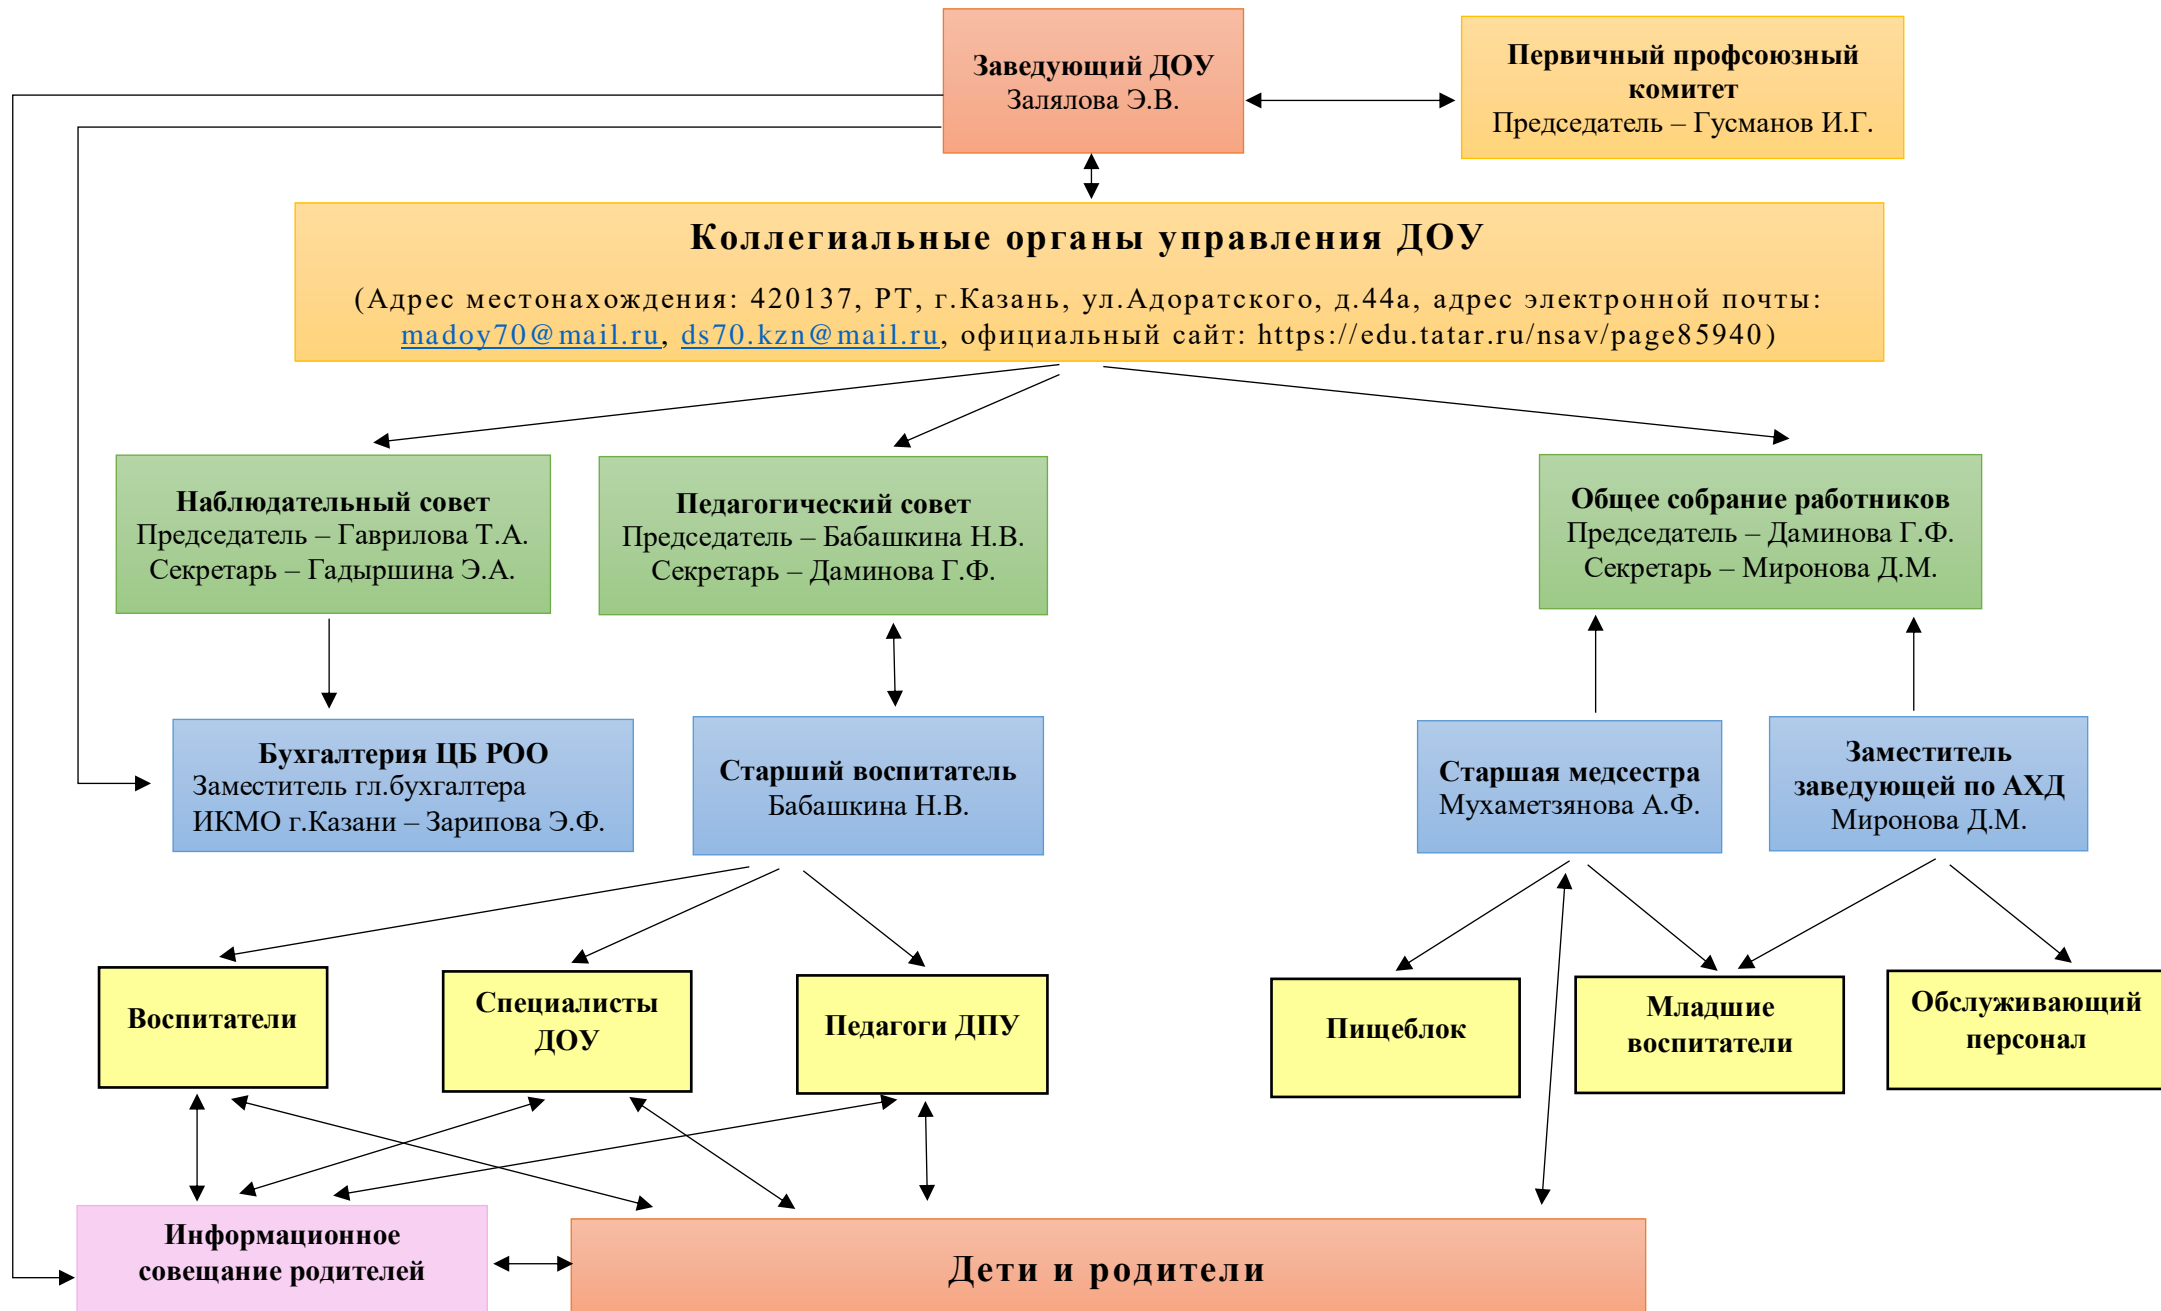 Заведующий ДОУ
Залялова Э.В.
Первичный профсоюзный
комитет
Председатель – Гусманов И.Г.
Коллегиальные органы управления ДОУ
(Адрес местонахождения: 420137, РТ, г.Казань, ул.Адоратского, д.44а, адрес электронной почты:
madoy70@mail.ru, ds70.kzn@mail.ru, официальный сайт: https://edu.tatar.ru/nsav/page85940)
Наблюдательный совет
Председатель – Гаврилова Т.А.
Секретарь – Гадыршина Э.А.
Педагогический совет
Председатель – Бабашкина Н.В.
Секретарь – Даминова Г.Ф.
Общее собрание работников
Председатель – Даминова Г.Ф.
Секретарь – Миронова Д.М.
Бухгалтерия ЦБ РОО
Заместитель гл.бухгалтера
ИКМО г.Казани – Зарипова Э.Ф.
Старший воспитатель
Бабашкина Н.В.
Старшая медсестра
Мухаметзянова А.Ф.
Заместитель
заведующей по АХД
Миронова Д.М.
Воспитатели
Специалисты
ДОУ
Педагоги ДПУ
Пищеблок
Младшие
воспитатели
Обслуживающий
персонал
Информационное
совещание родителей
Дети и родители